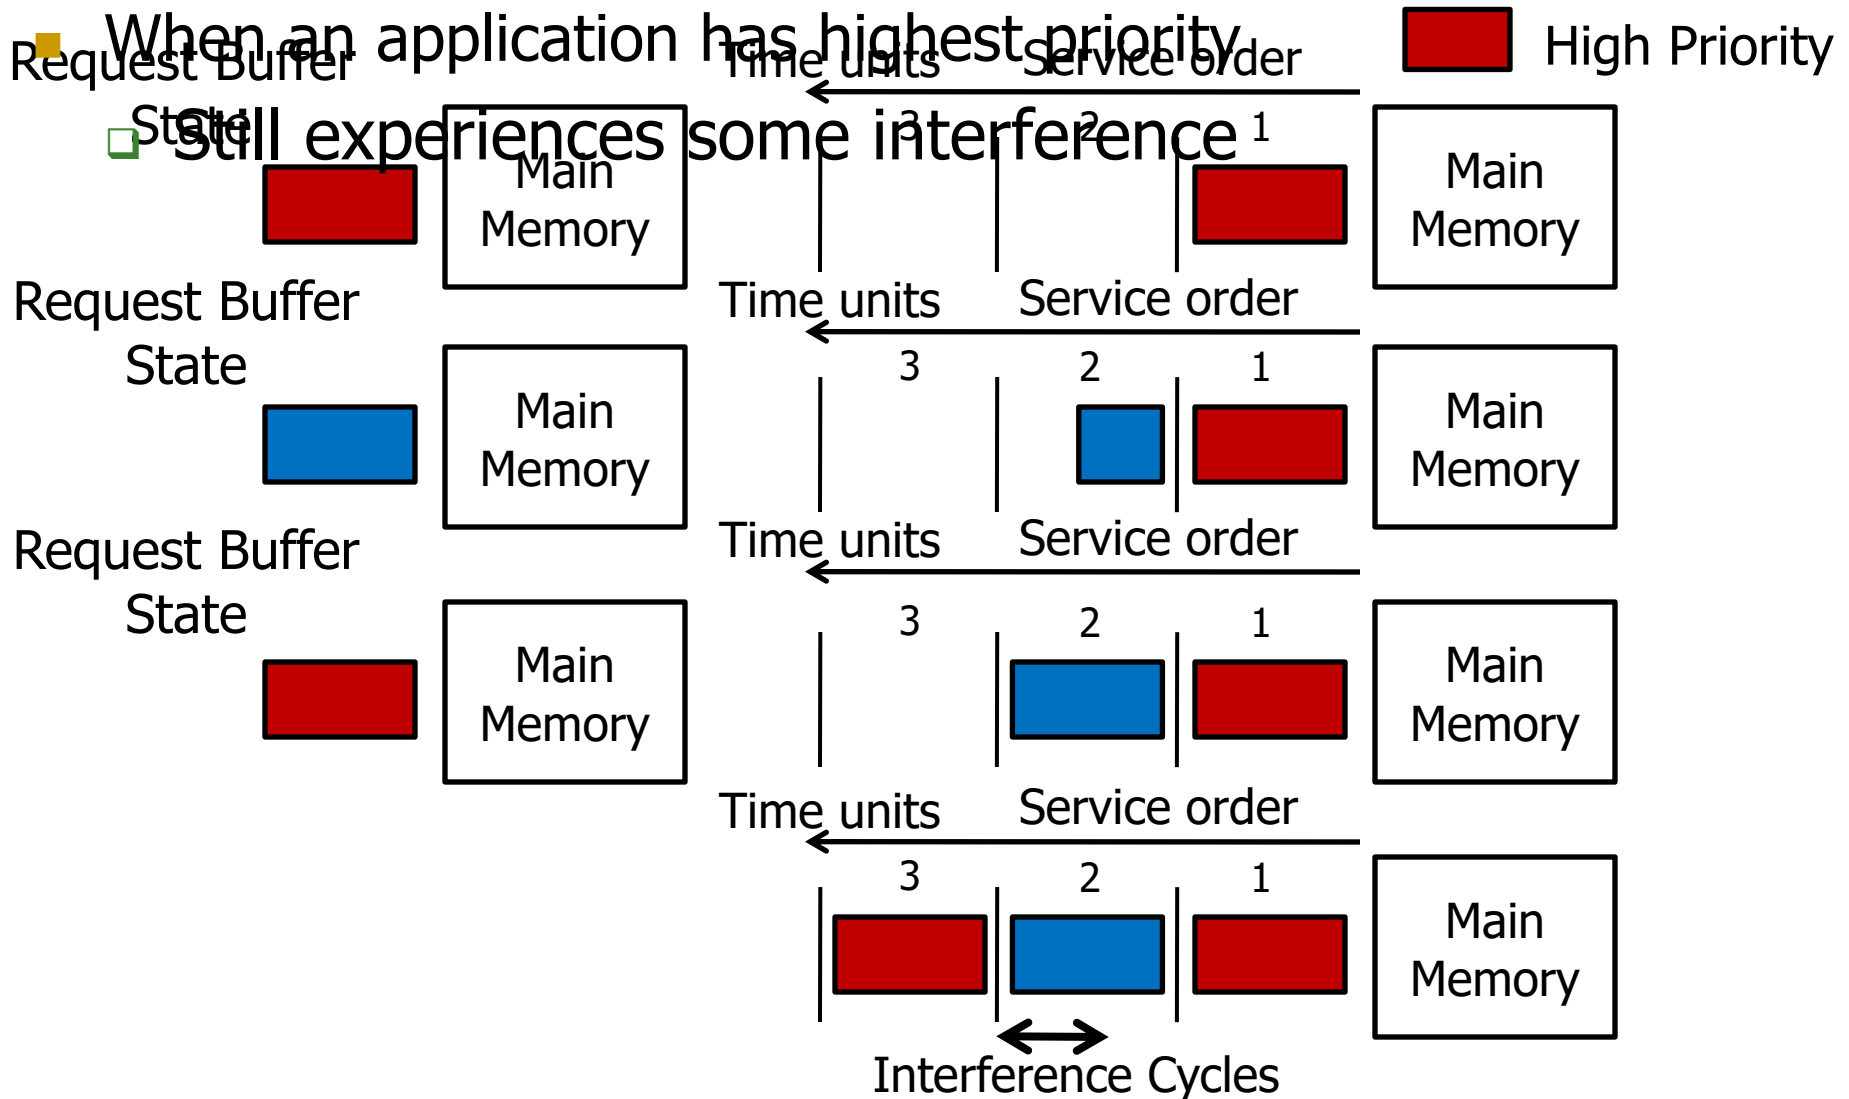 When an application has highest priority
Still experiences some interference
High Priority
Request Buffer
State
Main
Memory
Time units
Service order
3
2
1
Main
Memory
Request Buffer
State
Main
Memory
Time units
Service order
3
2
1
Main
Memory
Request Buffer
State
Main
Memory
Time units
Service order
3
2
1
Main
Memory
Time units
Service order
3
2
1
Main
Memory
Interference Cycles